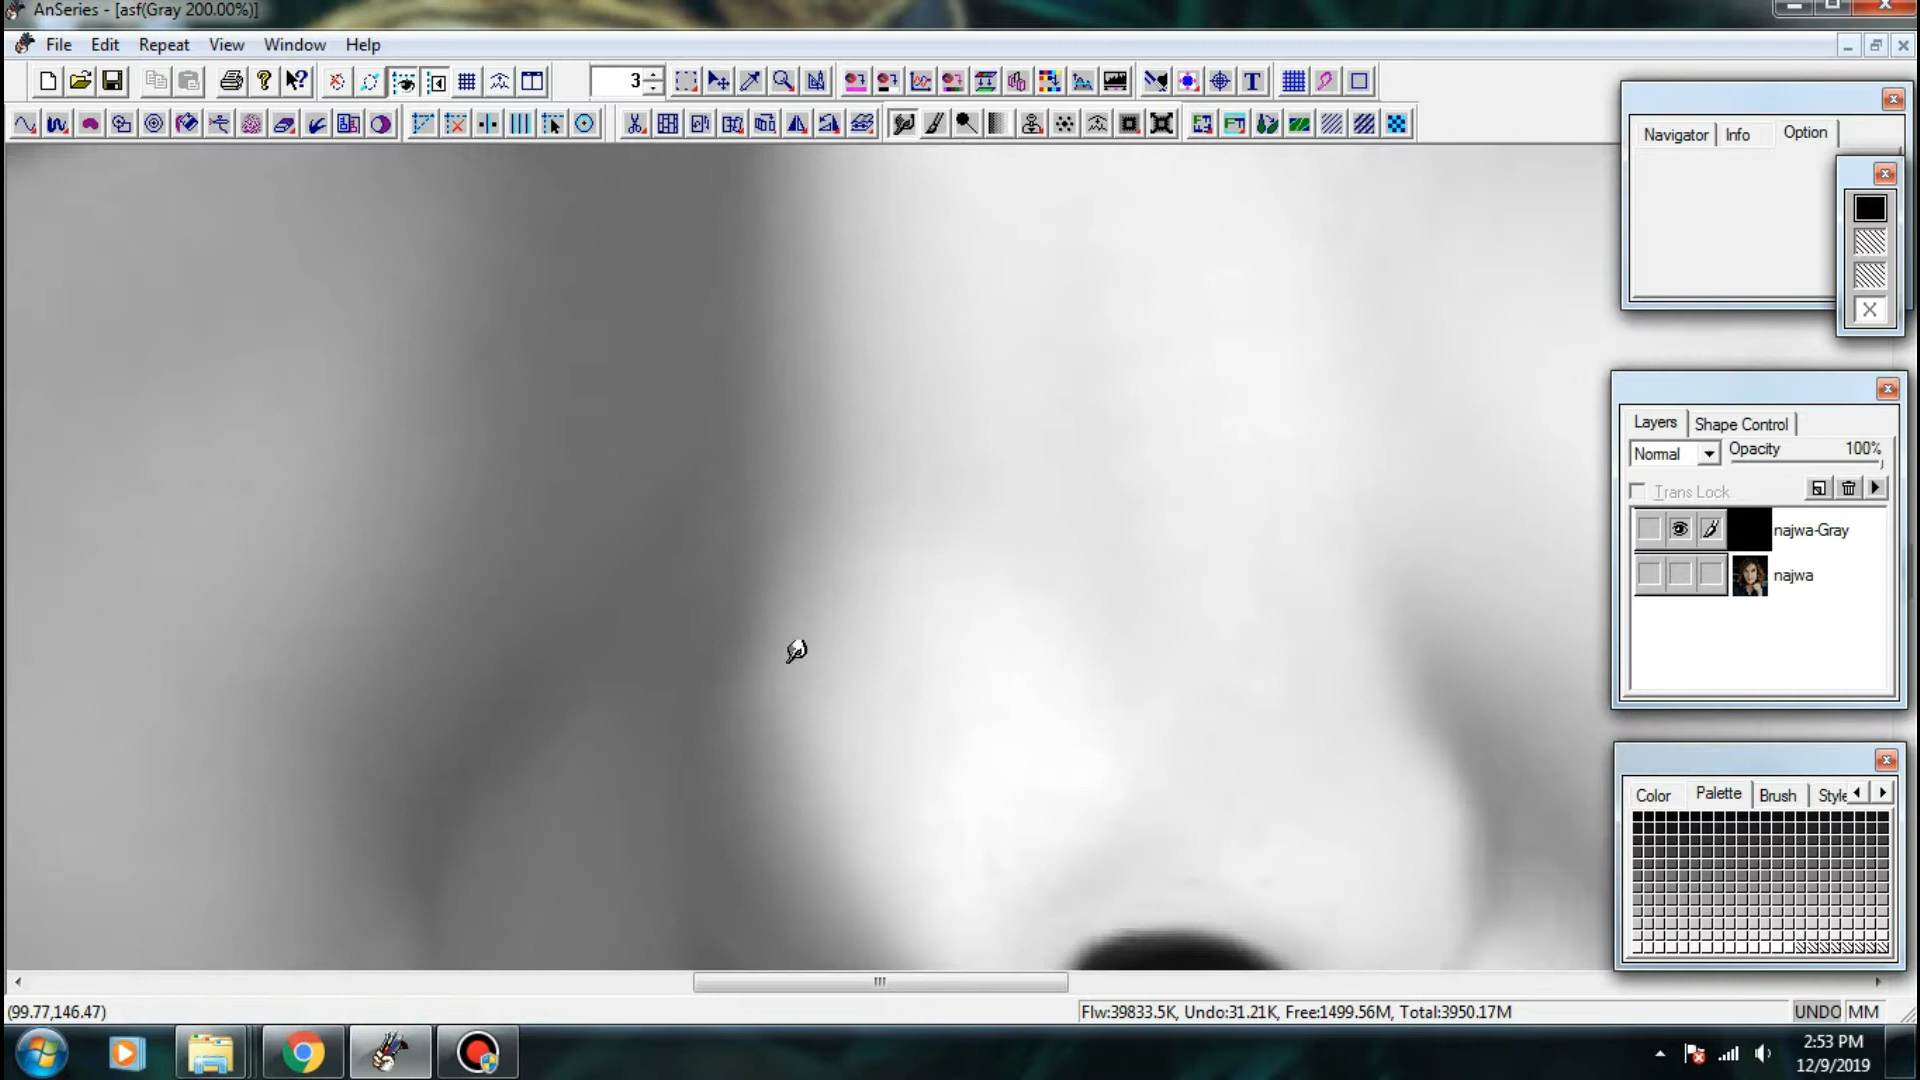 AnSeries - [asf(Gray 200.00%)]
File Edit Repeat View Window Help
3
T
Navigator Info Option
X
Layers Shape Control
Normal Opacity 100%
Trans Lock
najwa-Gray
najwa
Color Palette Brush Style
(99.77,146.47)
Flw:39833.5K, Undo:31.21K, Free:1499.56M, Total:3950.17M
UNDO MM
2:53 PM
12/9/2019